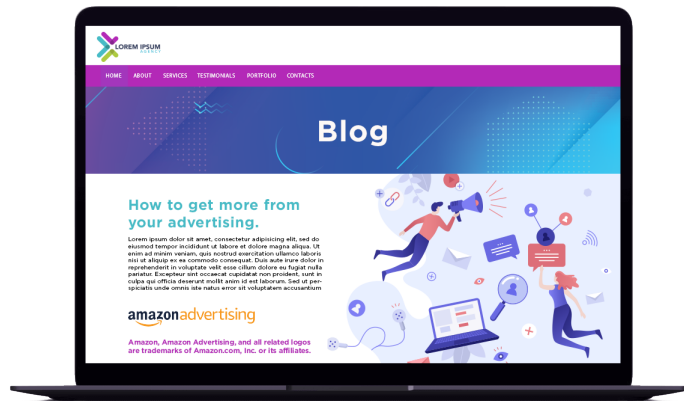 LOREM IPSUM
AGENCY
HOME ABOUT SERVICES TESTIMONIALS PORTFOLIO CONTACTS
Blog
How to get more from
your advertising.
Lorem ipsum dolor sit amet, consectetur adipisicing elit, sed do
eiusmod tempor incididunt ut labore et dolore magna aliqua. Ut
enim ad minim veniam, quis nostrud exercitation ullamco laboris
nisi ut aliquip ex ea commodo consequat. Duis aute irure dolor in
reprehenderit in voluptate velit esse cillum dolore eu fugiat nulla
pariatur. Excepteur sint occaecat cupidatat non proident, sunt in
culpa qui officia deserunt mollit anim id est laborum. Sed ut per-
spiciatis unde omnis iste natus error sit voluptatem accusantium
amazon advertising
Amazon, Amazon Advertising, and all related logos
are trademarks of Amazon.com, Inc. or its affiliates.